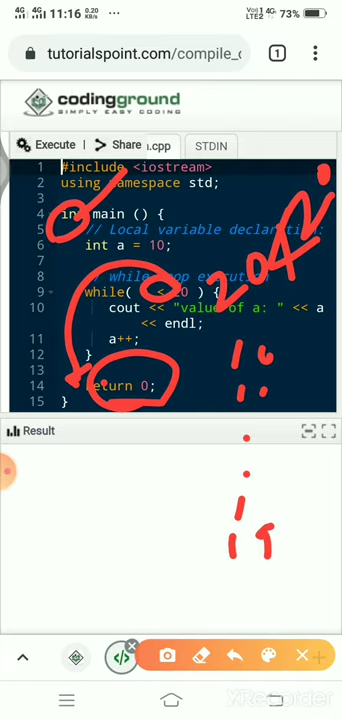 4G 4G 11:16 0.20 KB/s Vo) 1 4G LTE2 73%
tutorialspoint.com/compile_c 1
codingground
SIMPLY EASY CODING
Execute > Share .cpp STDIN
1 #include <iostream>
2 using namespace std;
3
4 int main () {
5 // Local variable declaration:
6 int a = 10;
7
8 // while loop execution
9 while( < 20 ) {
10 cout << "value of a: " << a
<< endl;
11 a++;
12 }
13
14 return 0;
15 }
Result
XRecorder